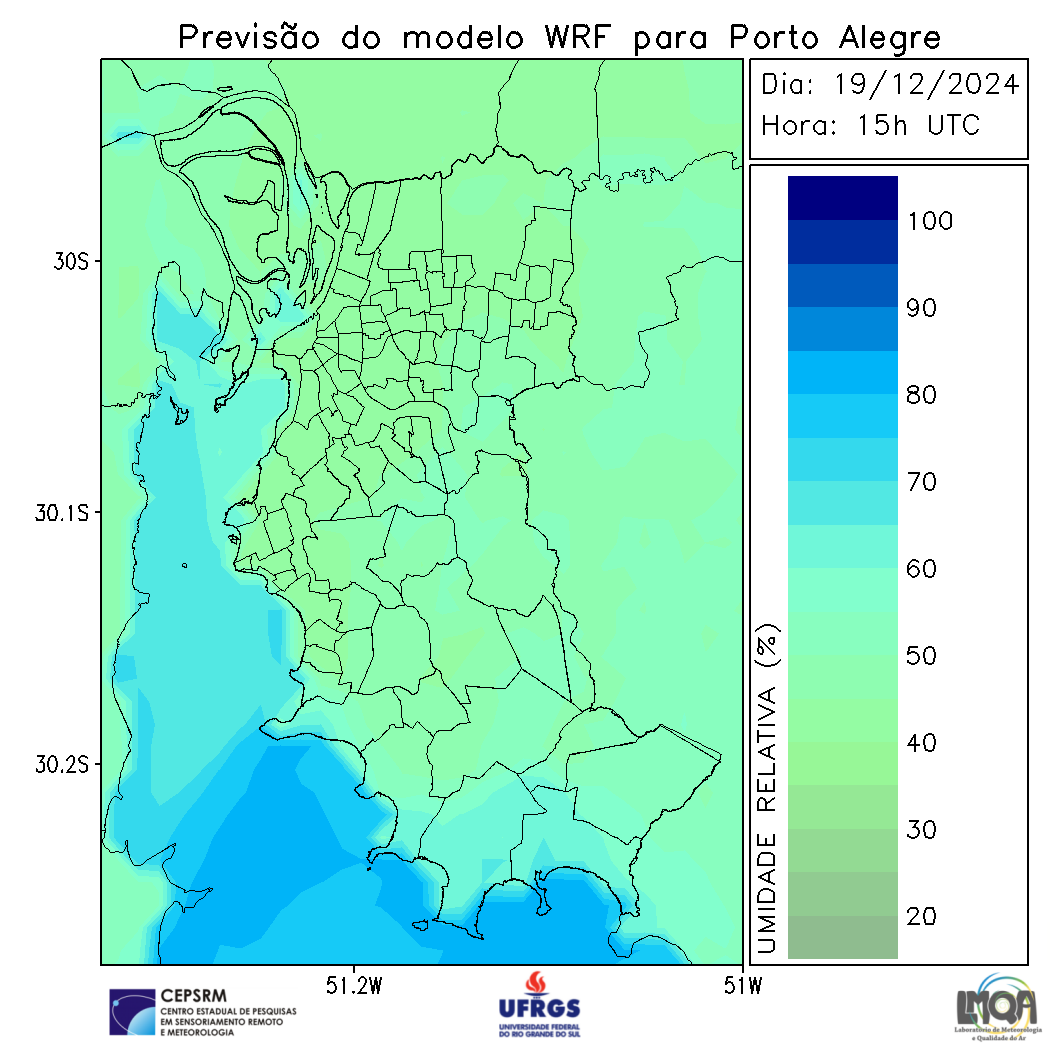 Previsão do modelo WRF para Porto Alegre
Dia: 19/12/2024
Hora: 15h UTC
30S
30.1S
30.2S
51.2W
51W
100
90
80
70
60
50
40
30
20
UMIDADE RELATIVA (%)
CEPSRM
CENTRO ESTADUAL DE PESQUISAS
EM SENSORIAMENTO REMOTO
E METEOROLOGIA
UFRGS
UNIVERSIDADE FEDERAL
DO RIO GRANDE DO SUL
LMQA
Laboratório de Meteorologia
e Qualidade do Ar